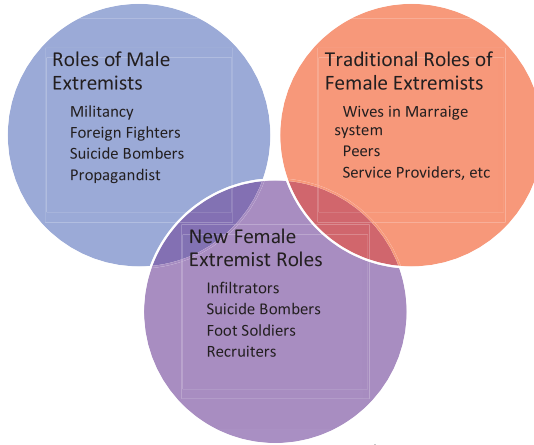 Roles of Male
Extremists
Militancy
Foreign Fighters
Suicide Bombers
Propagandist
Traditional Roles of
Female Extremists
Wives in Marraige
system
Peers
Service Providers, etc
New Female
Extremist Roles
Infiltrators
Suicide Bombers
Foot Soldiers
Recruiters